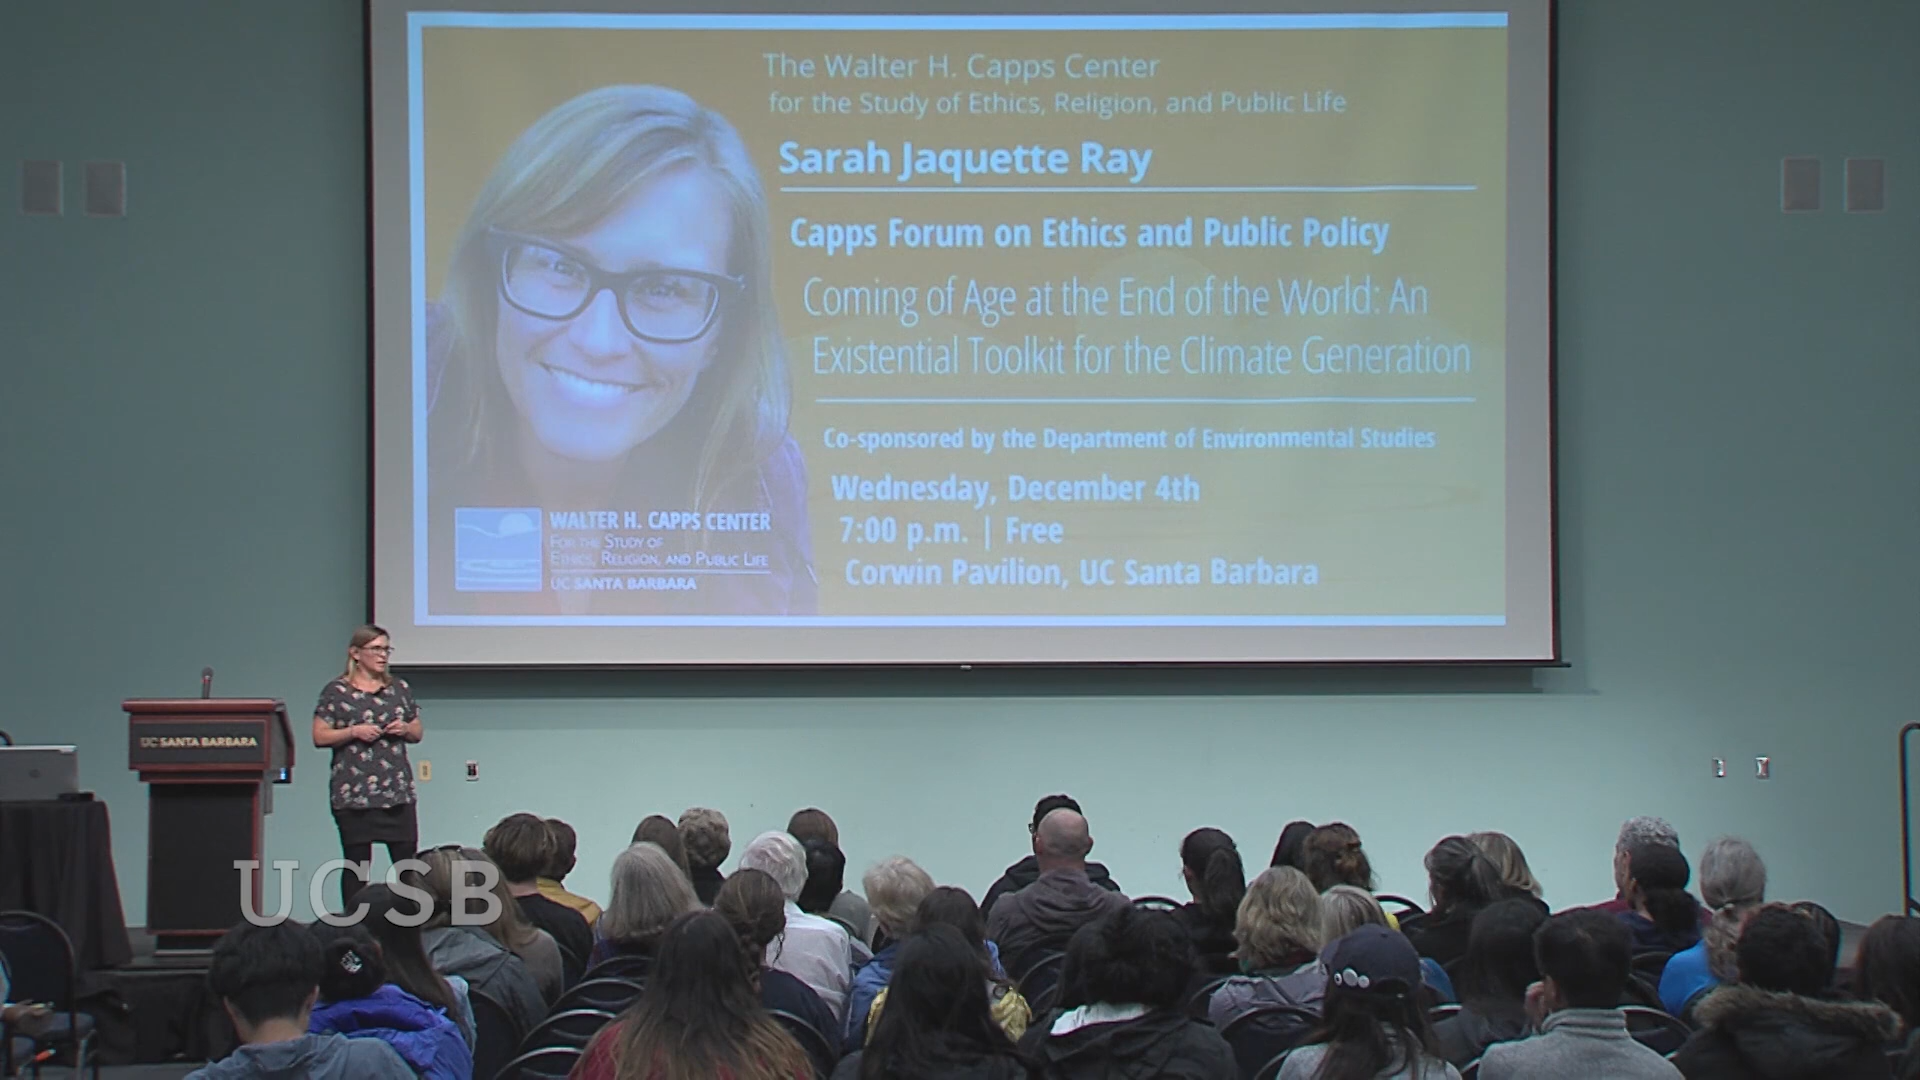 The Walter H. Capps Center
for the Study of Ethics, Religion, and Public Life
Sarah Jaquette Ray
Capps Forum on Ethics and Public Policy
Coming of Age at the End of the World: An
Existential Toolkit for the Climate Generation
Co-sponsored by the Department of Environmental Studies
Wednesday, December 4th
7:00 p.m. | Free
Corwin Pavilion, UC Santa Barbara
WALTER H. CAPPS CENTER
FOR THE STUDY OF
ETHICS, RELIGION, AND PUBLIC LIFE
UC SANTA BARBARA
UC SANTA BARBARA
UCSB